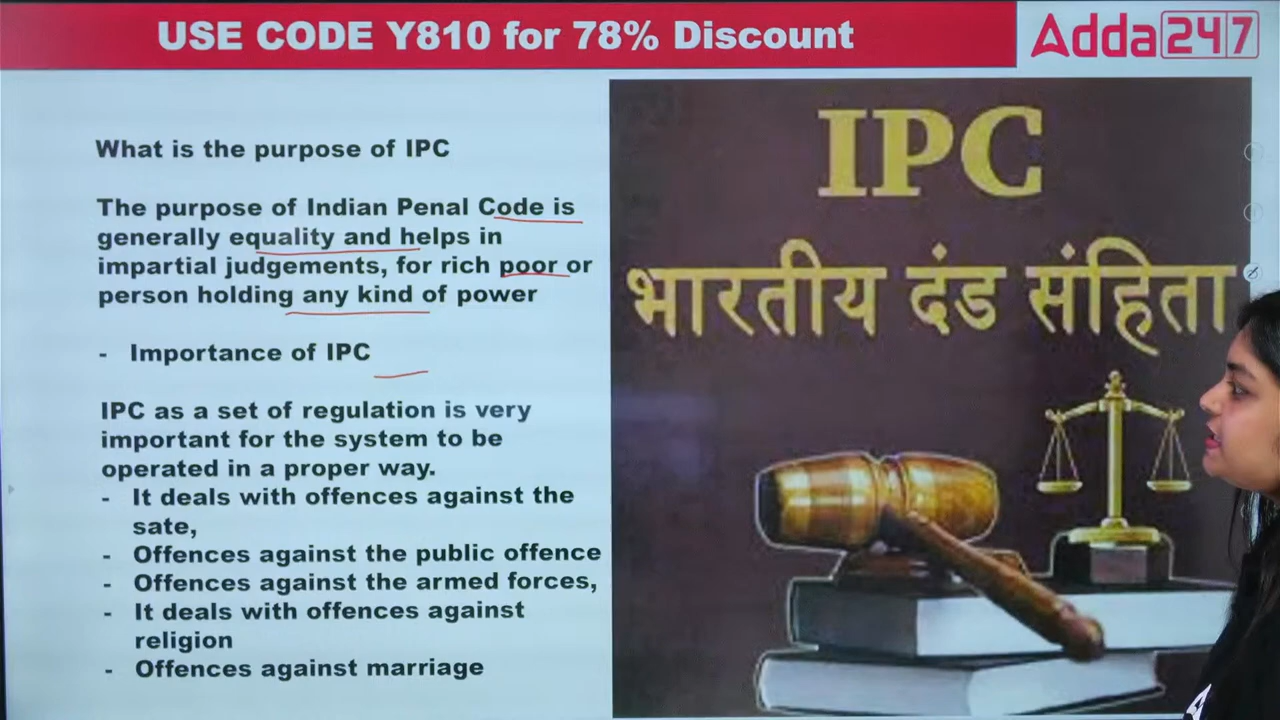 USE CODE Y810 for 78% Discount
Adda247
What is the purpose of IPC
The purpose of Indian Penal Code is
generally equality and helps in
impartial judgements, for rich poor or
person holding any kind of power
- Importance of IPC
IPC as a set of regulation is very
important for the system to be
operated in a proper way.
- It deals with offences against the
sate,
- Offences against the public offence
- Offences against the armed forces,
- It deals with offences against
religion
- Offences against marriage
IPC
भारतीय दंड संहिता